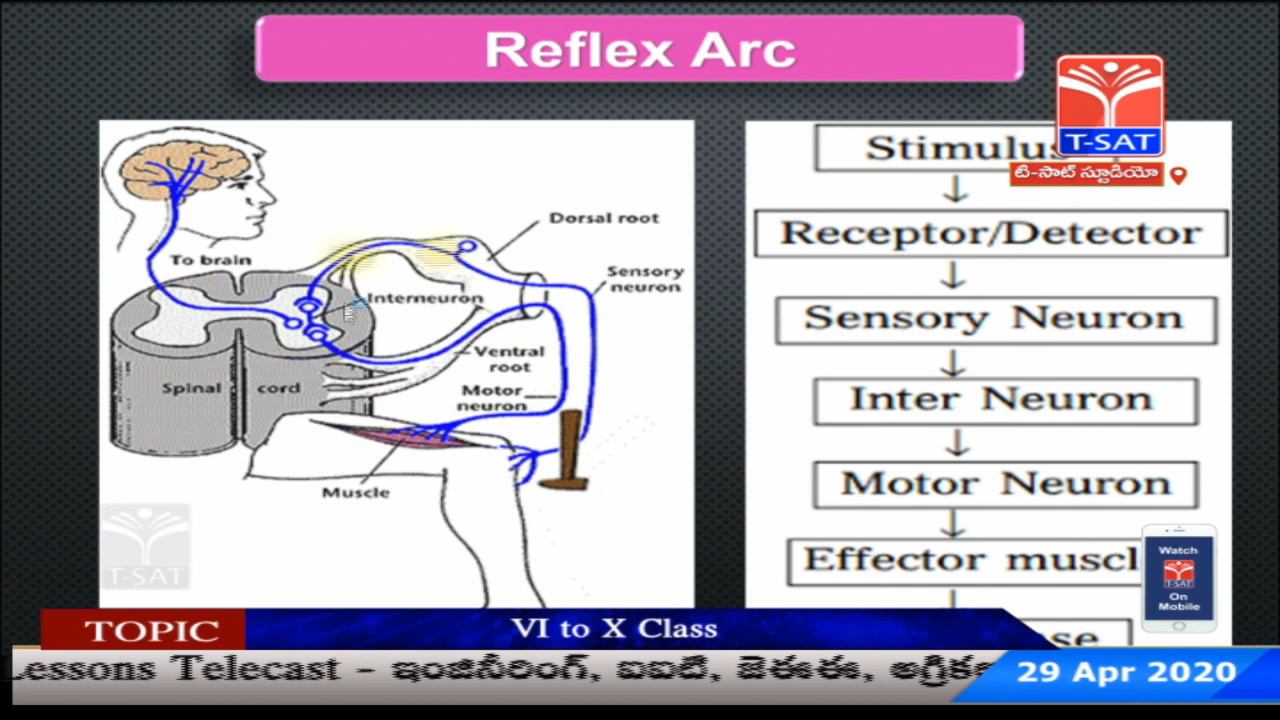 Reflex Arc
T-SAT
టి-సాట్ స్టూడియో
Dorsal root
To brain
Sensory
neuron
Interneuron
Ventral
root
Spinal cord
Motor
neuron
Muscle
T-SAT
Stimulus
Receptor/Detector
Sensory Neuron
Inter Neuron
Motor Neuron
Effector muscl
Watch
T-SAT
On
Mobile
TOPIC
VI to X Class
Lessons Telecast -
29 Apr 2020